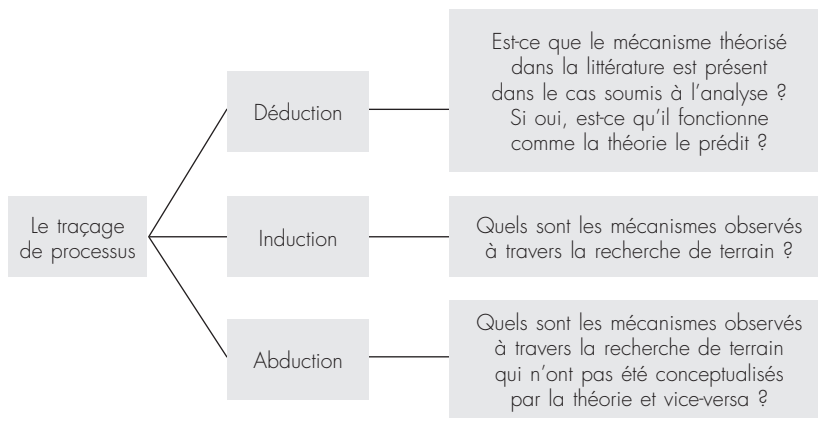 Le traçage
de processus
Déduction
Est-ce que le mécanisme théorisé
dans la littérature est présent
dans le cas soumis à l'analyse ?
Si oui, est-ce qu'il fonctionne
comme la théorie le prédit ?
Induction
Quels sont les mécanismes observés
à travers la recherche de terrain ?
Abduction
Quels sont les mécanismes observés
à travers la recherche de terrain
qui n'ont pas été conceptualisés
par la théorie et vice-versa ?